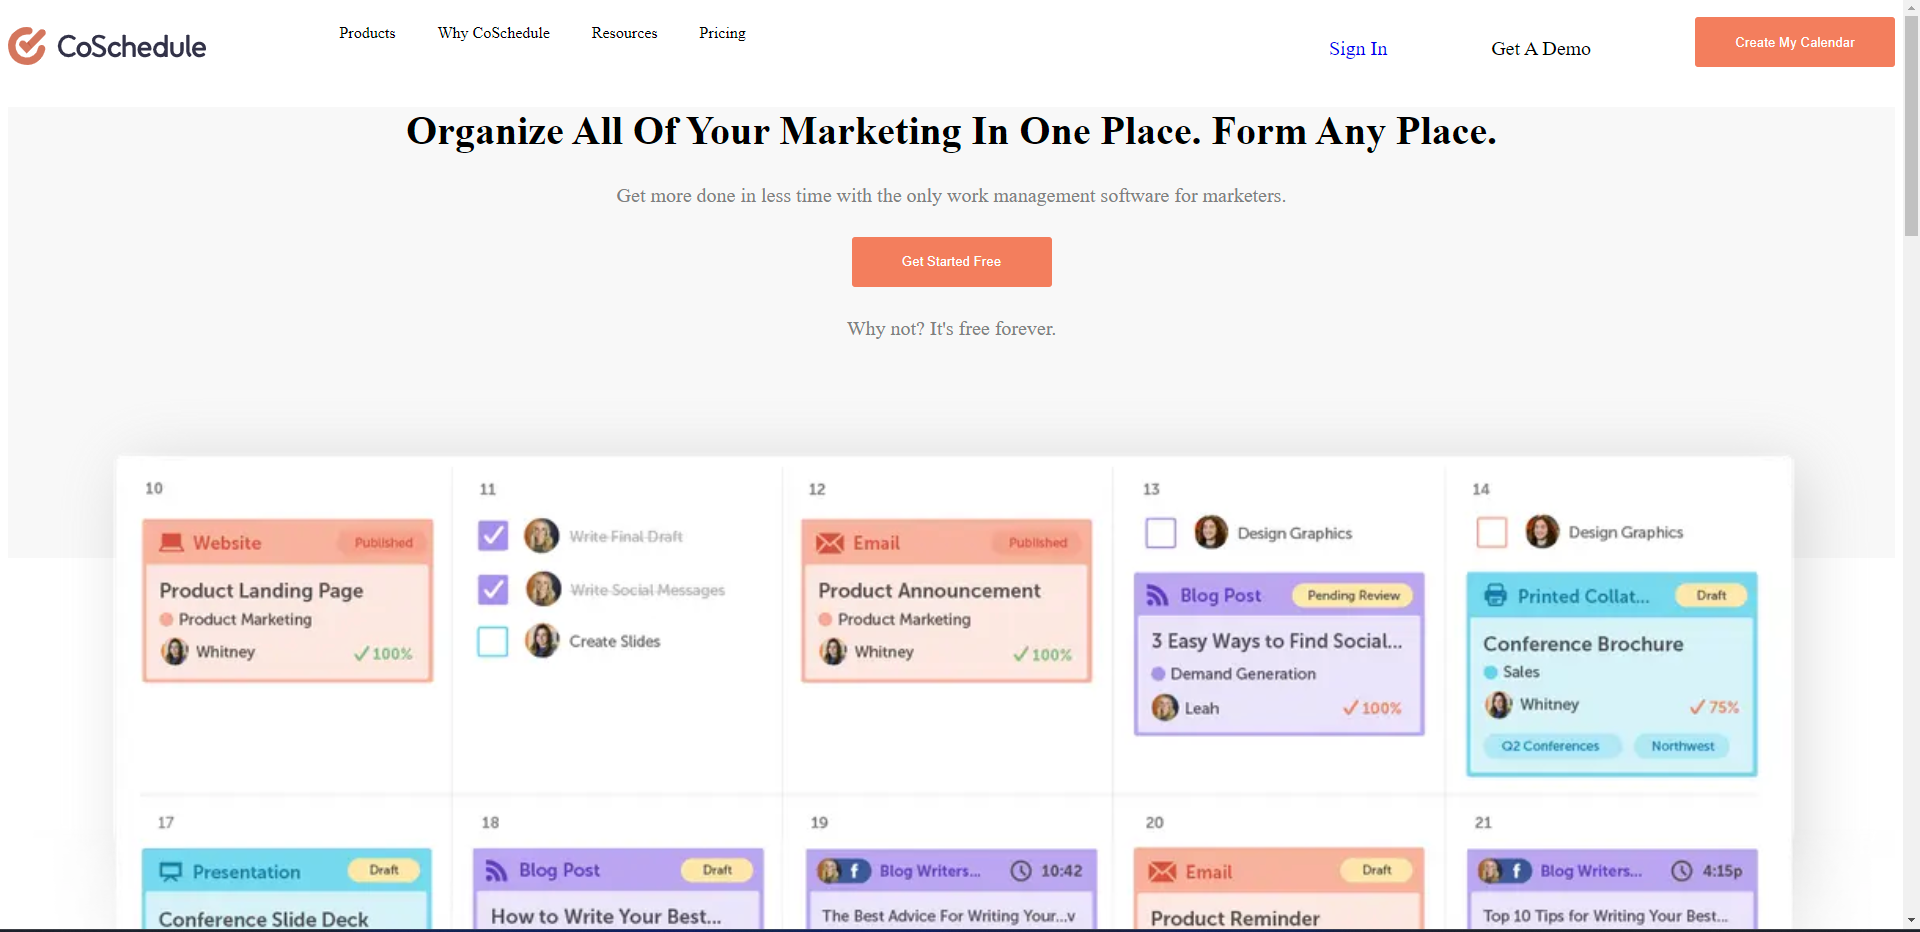 CoSchedule
Products Why CoSchedule Resources Pricing
Sign In Get A Demo Create My Calendar
Organize All Of Your Marketing In One Place. Form Any Place.
Get more done in less time with the only work management software for marketers.
Get Started Free
Why not? It's free forever.
10 11 12 13 14
Website Published
Product Landing Page
Product Marketing
Whitney 100%
Write Final Draft
Write Social Messages
Create Slides
Email Published
Product Announcement
Product Marketing
Whitney 100%
Design Graphics
Blog Post Pending Review
3 Easy Ways to Find Social...
Demand Generation
Leah 100%
Design Graphics
Printed Collat... Draft
Conference Brochure
Sales
Whitney 75%
Q2 Conferences Northwest
17 18 19 20 21
Presentation Draft
Conference Slide Deck
Blog Post Draft
How to Write Your Best...
f Blog Writers... 10:42
The Best Advice For Writing Your...v
Email Draft
Product Reminder
f Blog Writers... 4:15p
Top 10 Tips for Writing Your Best...